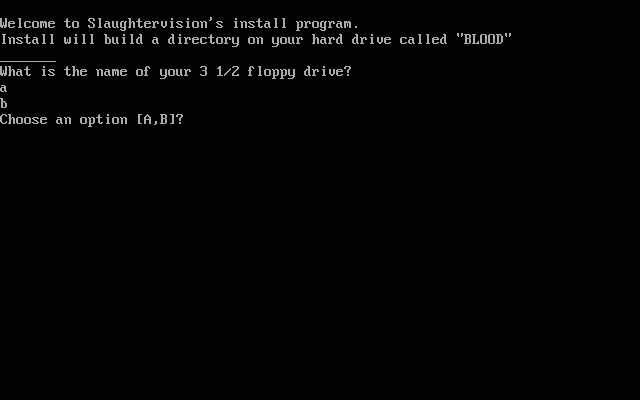 Welcome to Slaughtervision's install program.
Install will build a directory on your hard drive called "BLOOD"
_______
What is the name of your 3 1/2 floppy drive?
a
b
Choose an option [A,B]?